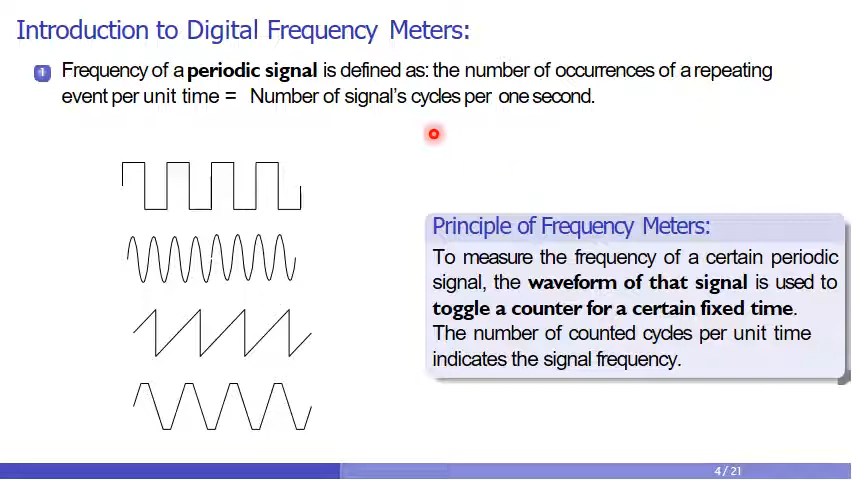 Introduction to Digital Frequency Meters:
1 Frequency of a periodic signal is defined as: the number of occurrences of a repeating
event per unit time = Number of signal's cycles per one second.
Principle of Frequency Meters:
To measure the frequency of a certain periodic
signal, the waveform of that signal is used to
toggle a counter for a certain fixed time.
The number of counted cycles per unit time
indicates the signal frequency.
4 / 21